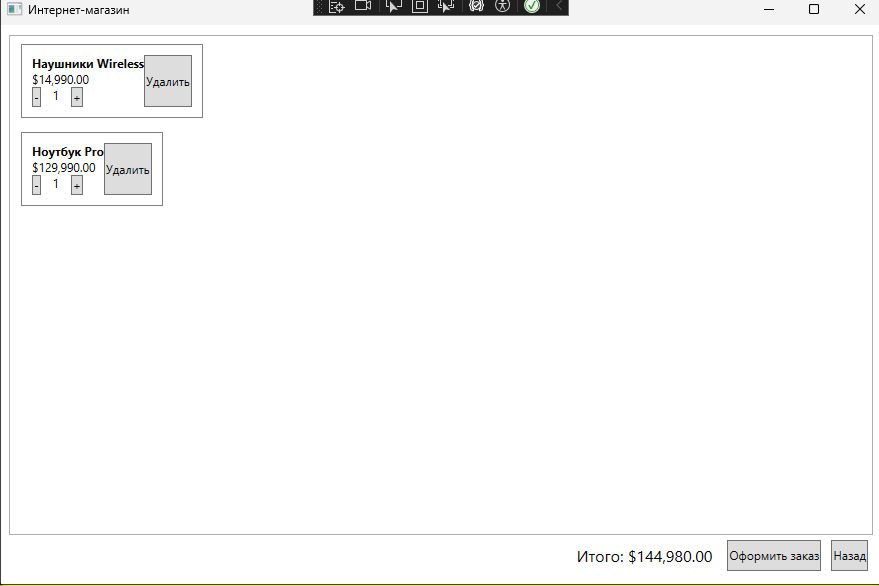 Интернет-магазин
Наушники Wireless
$14,990.00
- 1 +
Удалить
Ноутбук Pro
$129,990.00
- 1 +
Удалить
Итого: $144,980.00
Оформить заказ
Назад